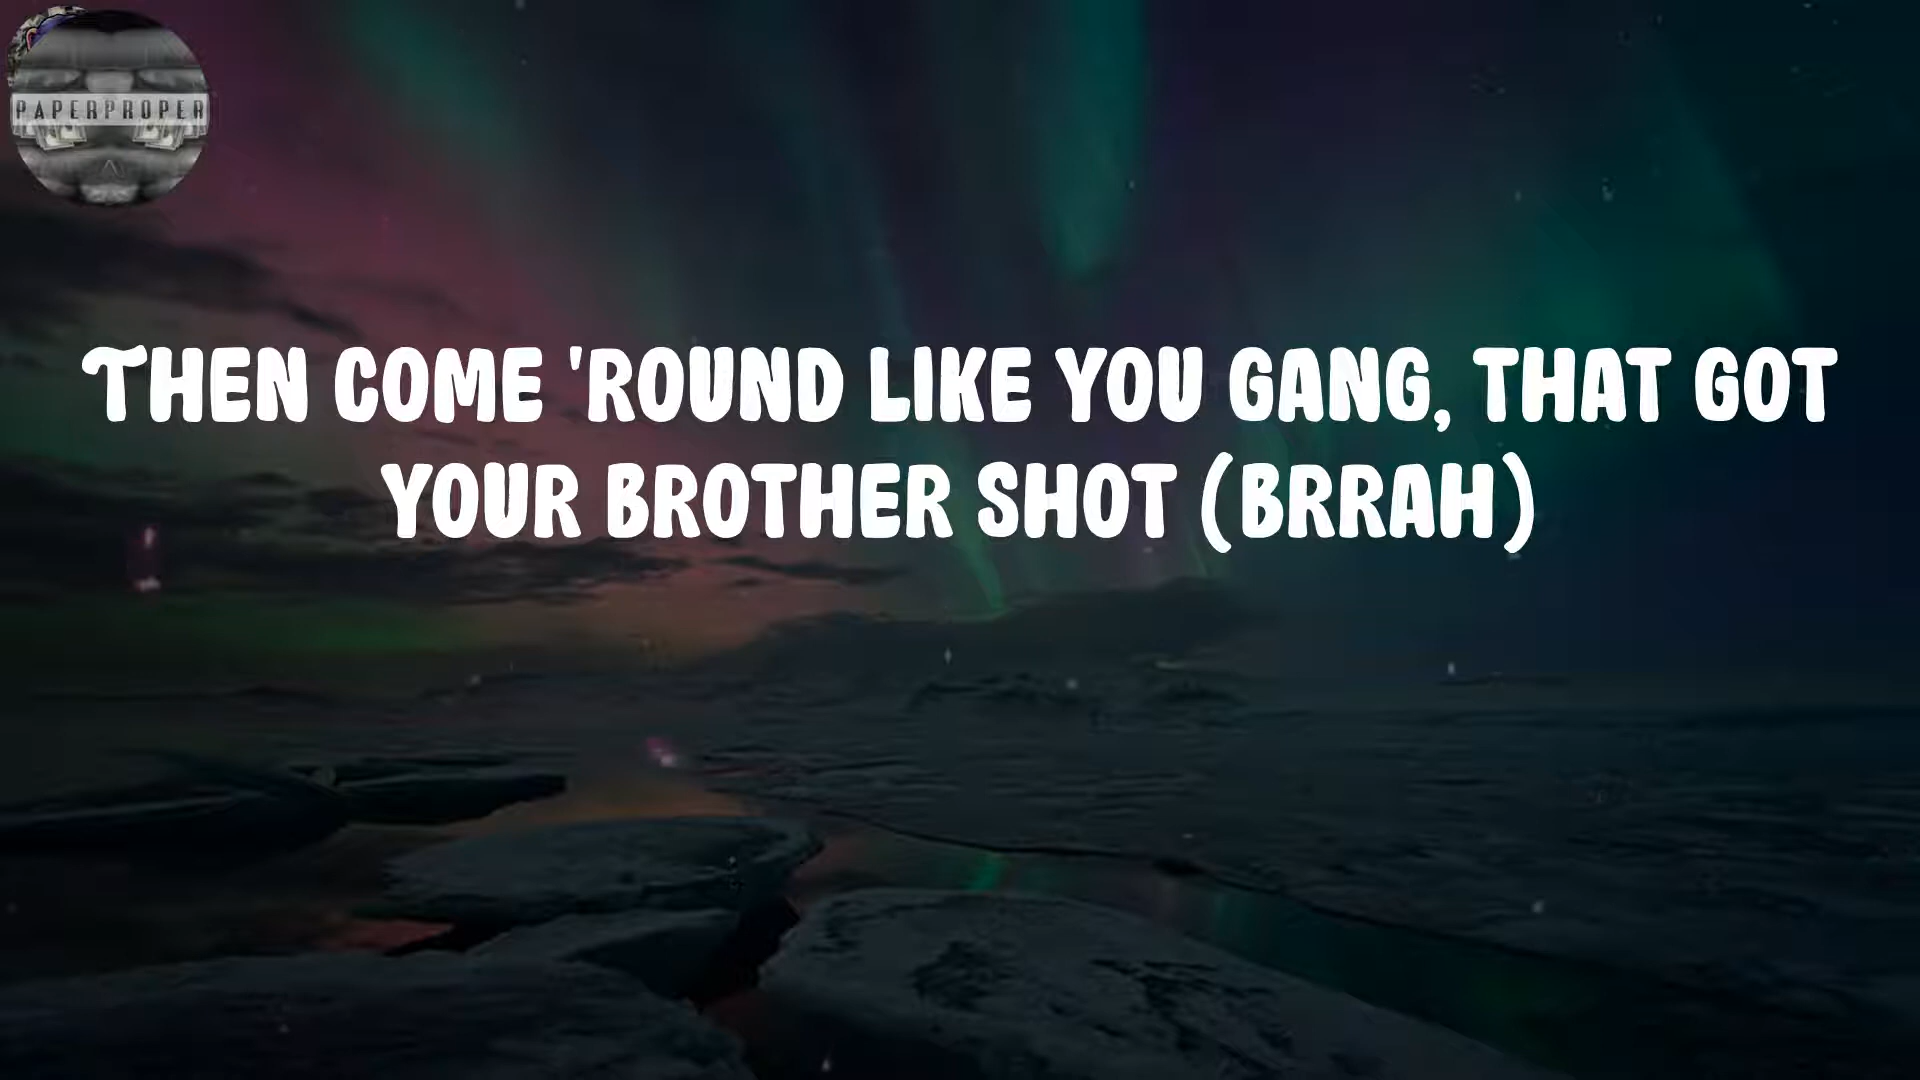 PAPERPROPER
THEN COME 'ROUND LIKE YOU GANG, THAT GOT
YOUR BROTHER SHOT (BRRAH)